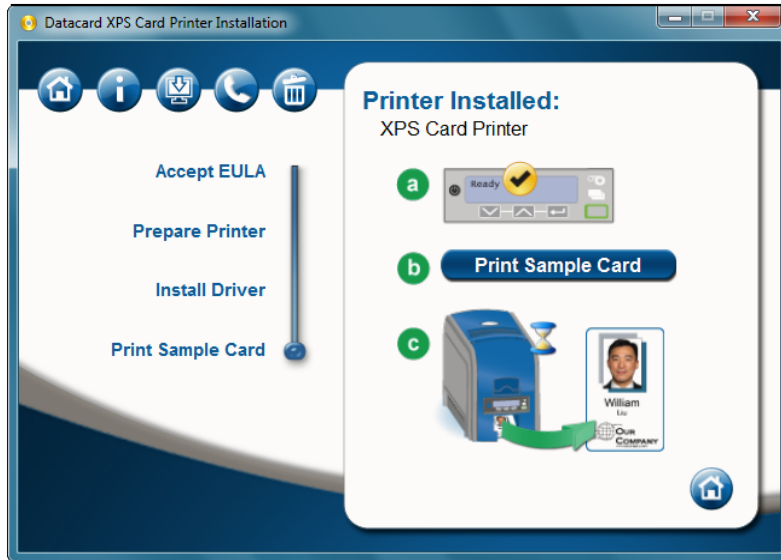 Datacard XPS Card Printer Installation
Accept EULA
Prepare Printer
Install Driver
Print Sample Card
Printer Installed:
XPS Card Printer
a
Ready
b
Print Sample Card
c
William
Liu
OUR
COMPANY